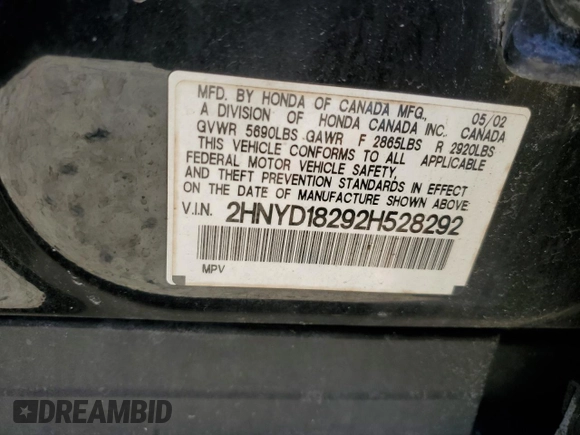 MFD. BY HONDA OF CANADA MFG., 05/02
A DIVISION OF HONDA CANADA INC. CANADA
GVWR 5690LBS GAWR F 2865LBS R 2920LBS
THIS VEHICLE CONFORMS TO ALL APPLICABLE
FEDERAL MOTOR VEHICLE SAFETY,
AND THEFT PREVENTION STANDARDS IN EFFECT
ON THE DATE OF MANUFACTURE SHOWN ABOVE.
V.I.N. 2HNYD18292H528292
MPV
DREAMBID